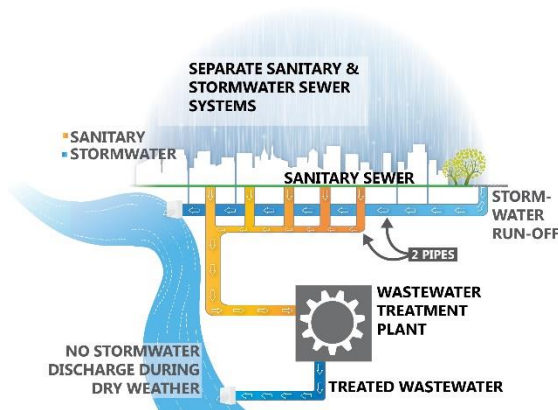 SEPARATE SANITARY &
STORMWATER SEWER
SYSTEMS
SANITARY
STORMWATER
SANITARY SEWER
STORM-
WATER
RUN-OFF
2 PIPES
WASTEWATER
TREATMENT
PLANT
NO STORMWATER
DISCHARGE DURING
DRY WEATHER
TREATED WASTEWATER